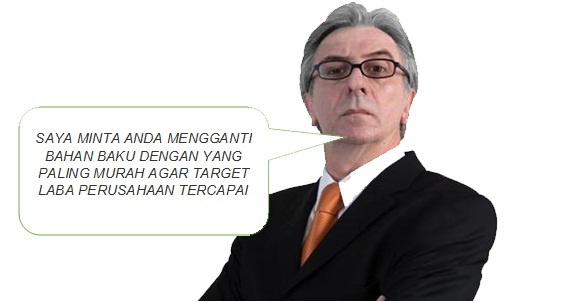 SAYA MINTA ANDA MENGGANTI
BAHAN BAKU DENGAN YANG
PALING MURAH AGAR TARGET
LABA PERUSAHAAN TERCAPAI